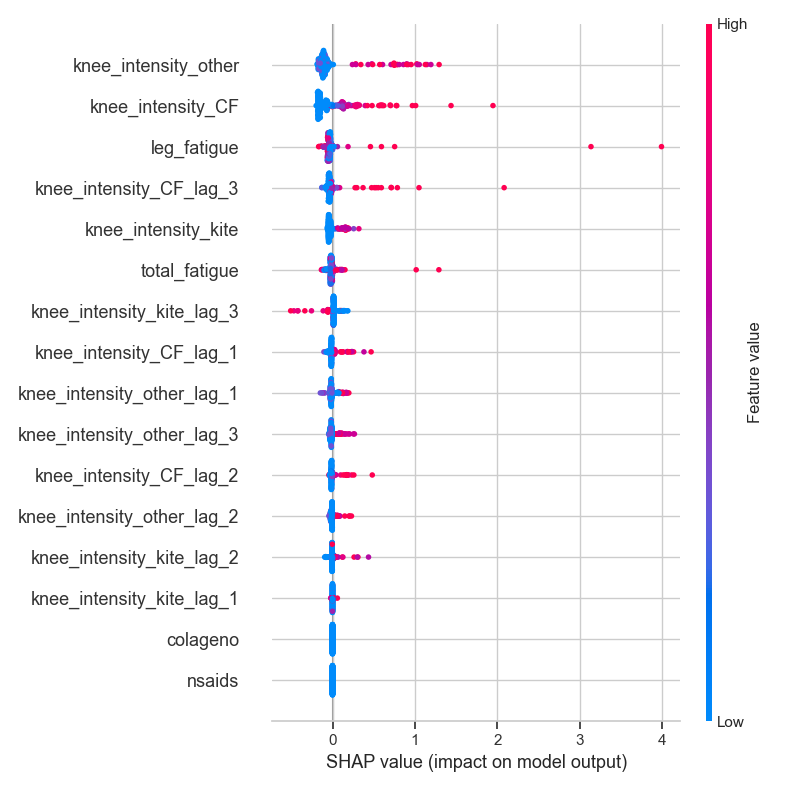 High
knee_intensity_other
knee_intensity_CF
leg_fatigue
knee_intensity_CF_lag_3
knee_intensity_kite
total_fatigue
knee_intensity_kite_lag_3
knee_intensity_CF_lag_1
knee_intensity_other_lag_1
knee_intensity_other_lag_3
knee_intensity_CF_lag_2
knee_intensity_other_lag_2
knee_intensity_kite_lag_2
knee_intensity_kite_lag_1
colageno
nsaids
Feature value
Low
0 1 2 3 4
SHAP value (impact on model output)